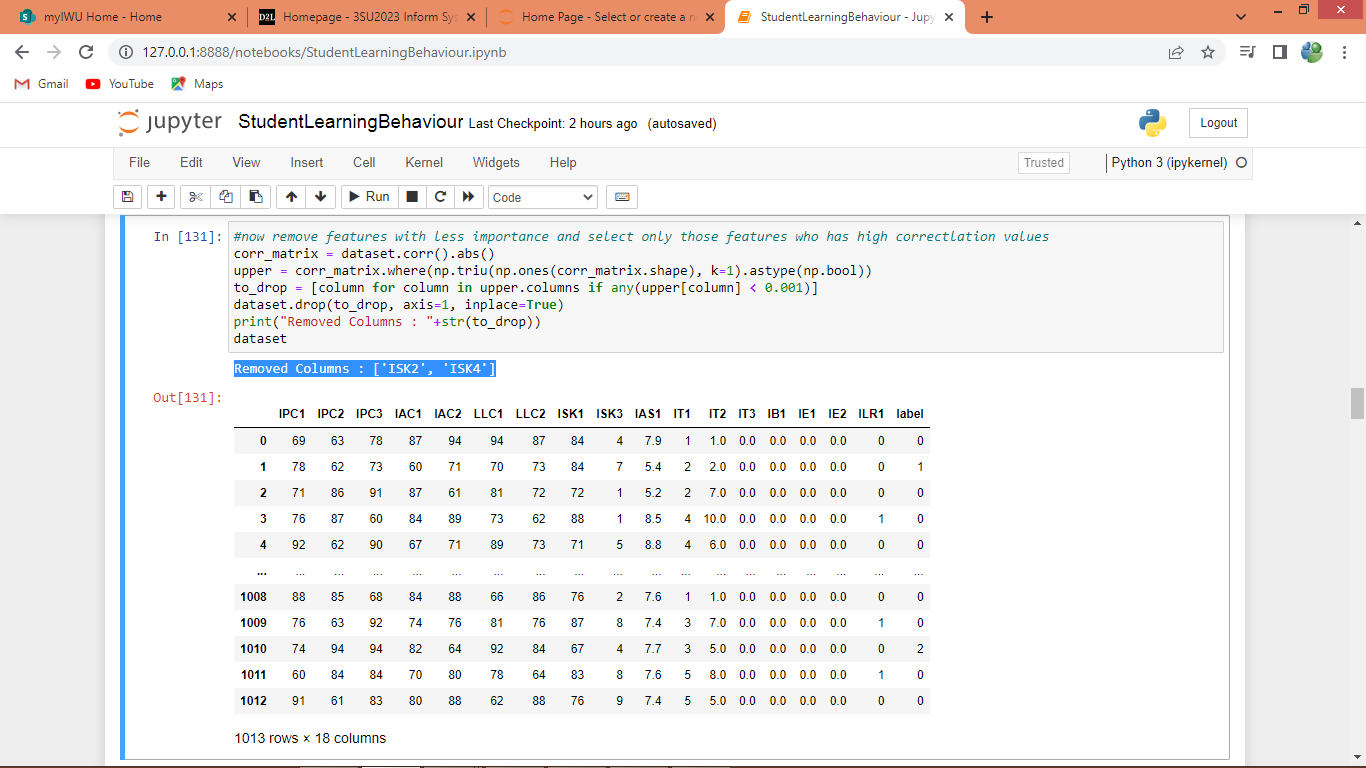 myIWU Home - Home
D2L Homepage - 3SU2023 Inform Sys
Home Page - Select or create a n
StudentLearningBehaviour - Jupy
127.0.0.1:8888/notebooks/StudentLearningBehaviour.ipynb
Gmail YouTube Maps
jupyter StudentLearningBehaviour Last Checkpoint: 2 hours ago (autosaved)
Logout
File Edit View Insert Cell Kernel Widgets Help Trusted Python 3 (ipykernel)
Run Code
In [131]: #now remove features with less importance and select only those features who has high correctlation values
corr_matrix = dataset.corr().abs()
upper = corr_matrix.where(np.triu(np.ones(corr_matrix.shape), k=1).astype(np.bool))
to_drop = [column for column in upper.columns if any(upper[column] < 0.001)]
dataset.drop(to_drop, axis=1, inplace=True)
print("Removed Columns : "+str(to_drop))
dataset
Removed Columns : ['ISK2', 'ISK4']
Out[131]:
IPC1 IPC2 IPC3 IAC1 IAC2 LLC1 LLC2 ISK1 ISK3 IAS1 IT1 IT2 IT3 IB1 IE1 IE2 ILR1 label
0 69 63 78 87 94 94 87 84 4 7.9 1 1.0 0.0 0.0 0.0 0.0 0 0
1 78 62 73 60 71 70 73 84 7 5.4 2 2.0 0.0 0.0 0.0 0.0 0 1
2 71 86 91 87 61 81 72 72 1 5.2 2 7.0 0.0 0.0 0.0 0.0 0 0
3 76 87 60 84 89 73 62 88 1 8.5 4 10.0 0.0 0.0 0.0 0.0 1 0
4 92 62 90 67 71 89 73 71 5 8.8 4 6.0 0.0 0.0 0.0 0.0 0 0
... ... ... ... ... ... ... ... ... ... ... ... ... ... ... ... ... ... ...
1008 88 85 68 84 88 66 86 76 2 7.6 1 1.0 0.0 0.0 0.0 0.0 0 0
1009 76 63 92 74 76 81 76 87 8 7.4 3 7.0 0.0 0.0 0.0 0.0 1 0
1010 74 94 94 82 64 92 84 67 4 7.7 3 5.0 0.0 0.0 0.0 0.0 0 2
1011 60 84 84 70 80 78 64 83 8 7.6 5 8.0 0.0 0.0 0.0 0.0 1 0
1012 91 61 83 80 88 62 88 76 9 7.4 5 5.0 0.0 0.0 0.0 0.0 0 0
1013 rows × 18 columns